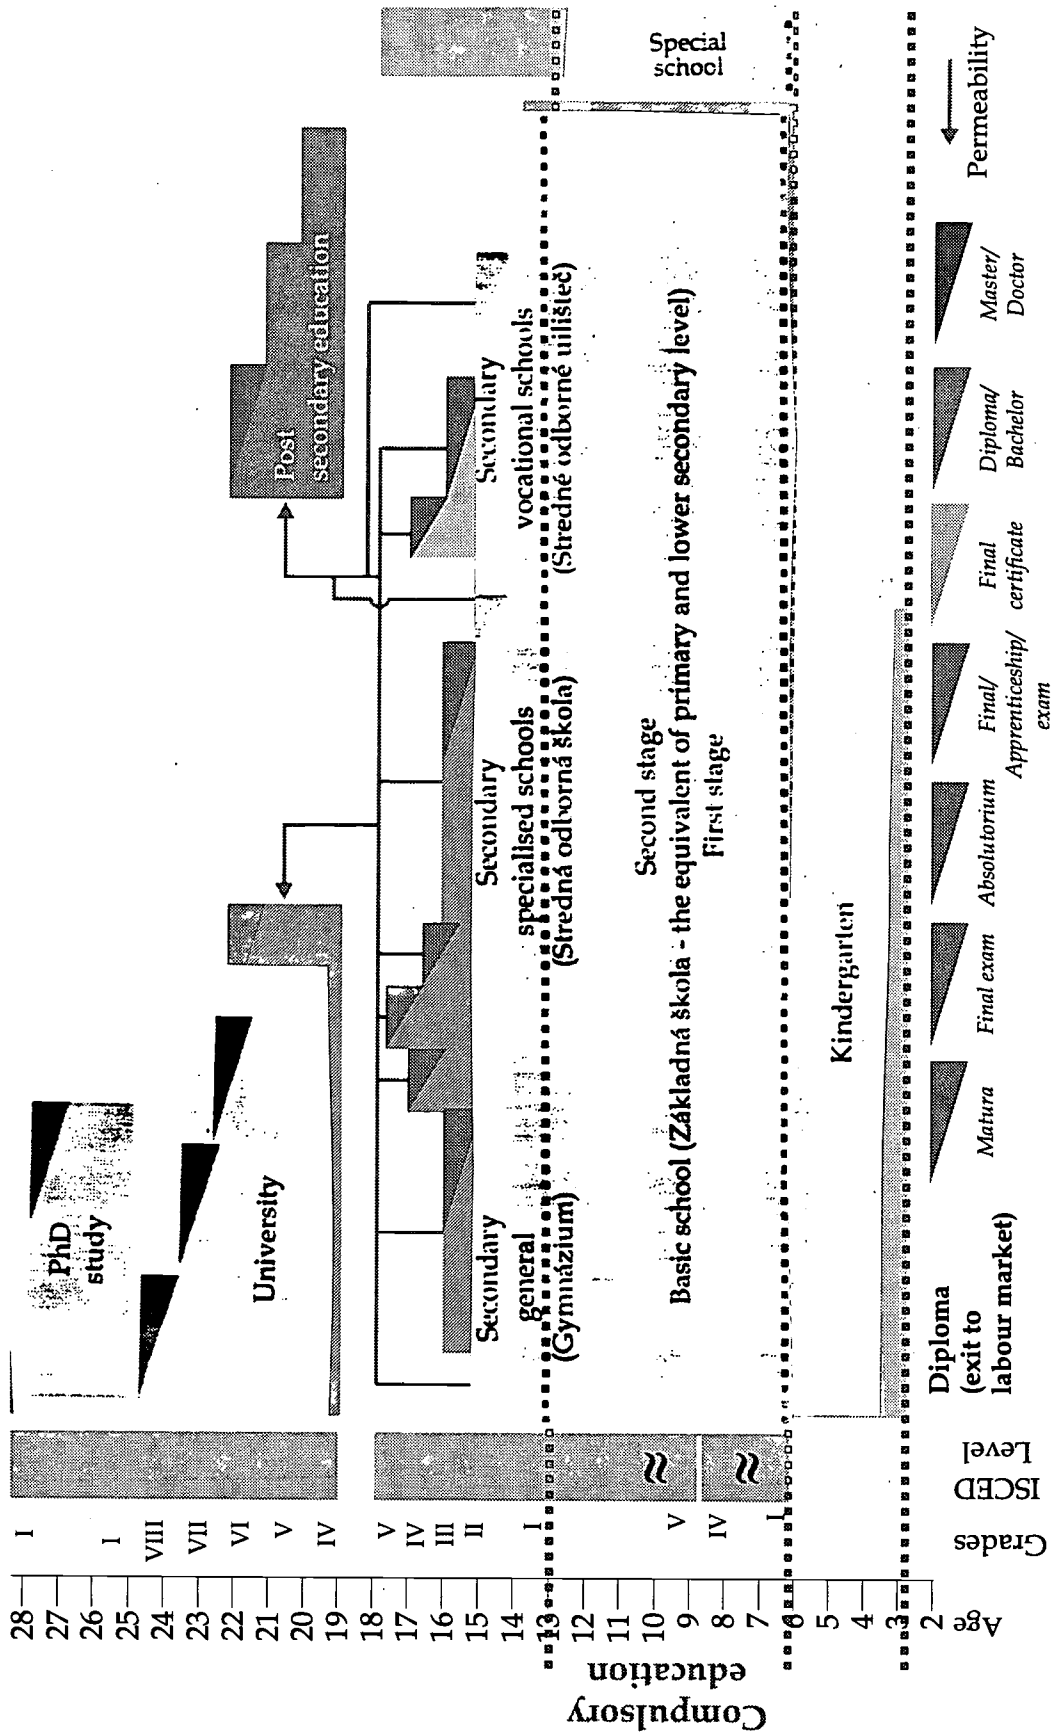 28
27
26
25
24
23
22
21
20
19
18
17
16
15
14
13
12
11
10
9
8
7
6
5
4
3
2
Age
Compulsory
education
I
I
VIII
VII
VI
V
IV
V
IV
III
II
I
V
IV
I
Grades
ISCED
Level
PhD
study
University
Post
secondary education
Secondary
general
(Gymnázium)
Secondary
specialised schools
(Stredná odborná škola)
Secondary
vocational schools
(Stredné odborné uilišteč)
Special
school
Second stage
Basic school (Základná škola - the equivalent of primary and lower secondary level)
First stage
Kindergarten
Diploma
(exit to
labour market)
Matura
Final exam
Absolutorium
Final/
Apprenticeship/
exam
Final
certificate
Diploma/
Bachelor
Master/
Doctor
Permeability